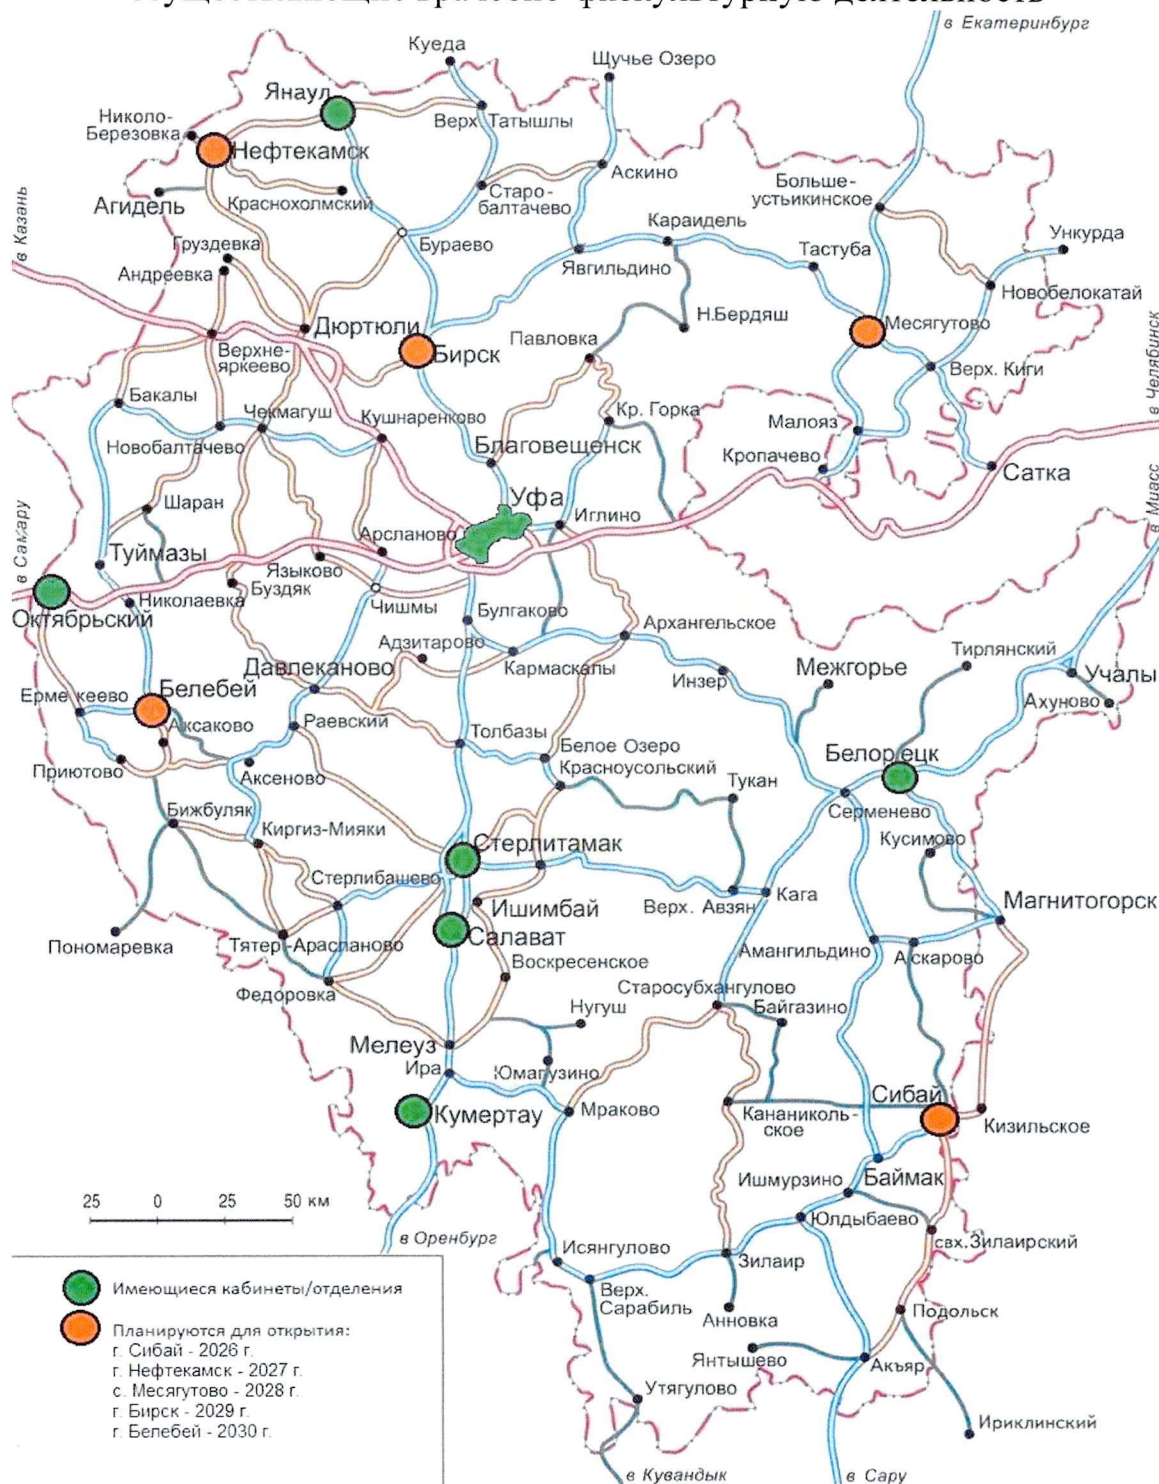 врачебно-физкультурную деятельность
в Екатеринбург
Куеда
Щучье Озеро
Янаул
Николо-
Березовка
Верх. Татышлы
Нефтекамск
Аскино
Больше-
устьикинское
Агидель
Краснохолмский
Старо-
балтачево
в Казань
Караидель
Ункурда
Груздевка
Бураево
Тастуба
Андреевка
Явгильдино
Новобелокатай
Н.Бердяш
Дюртюли
Месягутово
Павловка
Верхне-
яркеево
Бирск
Верх. Киги
в Челябинск
Бакалы
Чекмагуш
Кушнаренково
Кр. Горка
Малояз
Новобалтачево
Благовещенск
Кропачево
Сатка
в Миасс
Шаран
Уфа
Иглино
в Самару
Арсланово
Туймазы
Языково
Буздяк
Николаевка
Чишмы
Булгаково
Октябрьский
Архангельское
Адзитарово
Тирлянский
Давлеканово
Кармаскалы
Межгорье
Учалы
Инзер
Ермекеево
Белебей
Ахуново
Аксаково
Раевский
Толбазы
Белое Озеро
Белорецк
Приютово
Аксеново
Красноусольский
Тукан
Серменево
Бижбуляк
Киргиз-Мияки
Стерлитамак
Кусимово
Стерлибашево
Ишимбай
Верх. Авзян
Кага
Магнитогорск
Пономаревка
Тятер-Арасланово
Салават
Амангильдино
Аскарово
Воскресенское
Федоровка
Старосубхангулово
Нугуш
Байгазино
Мелеуз
Ира
Юмагузино
Сибай
Кумертау
Мраково
Кананиколь-
ское
Кизильское
Ишмурзино
Баймак
25 0 25 50 км
Юлдыбаево
в Оренбург
Исянгулово
Зилаир
свх.Зилаирский
Верх.
Сарабиль
Анновка
Подольск
Янтышево
Акъяр
Утягулово
Ириклинский
в Кувандык
в Сару
Имеющиеся кабинеты/отделения
Планируются для открытия:
г. Сибай - 2026 г.
г. Нефтекамск - 2027 г.
с. Месягутово - 2028 г.
г. Бирск - 2029 г.
г. Белебей - 2030 г.